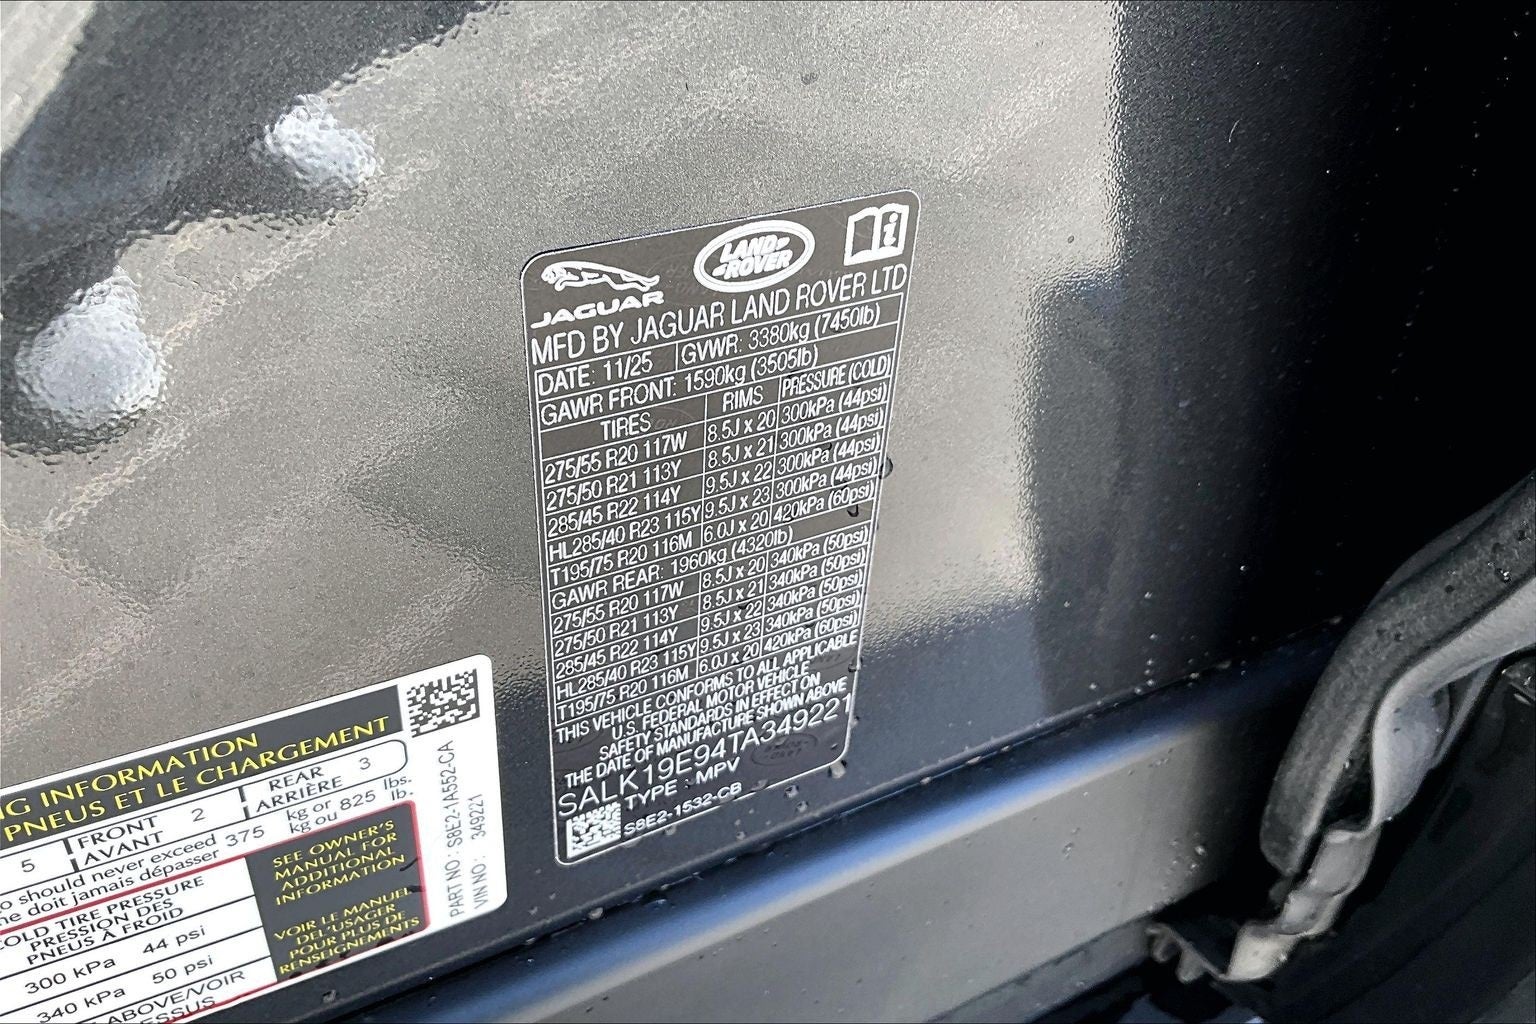 JAGUAR
LAND-
-ROVER
i
MFD BY JAGUAR LAND ROVER LTD
DATE: 11/25 GVWR: 3380kg (7450lb)
GAWR FRONT: 1590kg (3505lb)
TIRES RIMS PRESSURE (COLD)
275/55 R20 117W 8.5J x 20 300kPa (44psi)
275/50 R21 113Y 8.5J x 21 300kPa (44psi)
285/45 R22 114Y 9.5J x 22 300kPa (44psi)
HL285/40 R23 115Y 9.5J x 23 300kPa (44psi)
T195/75 R20 116M 6.0J x 20 420kPa (60psi)
GAWR REAR: 1960kg (4320lb)
275/55 R20 117W 8.5J x 20 340kPa (50psi)
275/50 R21 113Y 8.5J x 21 340kPa (50psi)
285/45 R22 114Y 9.5J x 22 340kPa (50psi)
HL285/40 R23 115Y 9.5J x 23 340kPa (50psi)
T195/75 R20 116M 6.0J x 20 420kPa (60psi)
THIS VEHICLE CONFORMS TO ALL APPLICABLE
U.S. FEDERAL MOTOR VEHICLE
SAFETY STANDARDS IN EFFECT ON
THE DATE OF MANUFACTURE SHOWN ABOVE
SALK19E94TA349221
TYPE : MPV
S8E2-1532-CB
NG INFORMATION
PNEUS ET LE CHARGEMENT
5 FRONT 2 REAR 3
AVANT ARRIÈRE
o should never exceed 375 kg or 825 lbs.
ne doit jamais dépasser kg ou lb.
COLD TIRE PRESSURE
PRESSION DES
PNEUS À FROID
300 kPa 44 psi
340 kPa 50 psi
ABOVE/VOIR
ESSUS
SEE OWNER'S
MANUAL FOR
ADDITIONAL
INFORMATION
VOIR LE MANUEL
DEL'USAGER
POUR PLUS DE
RENSEIGNEMENTS
PART NO : S8E2-1A552-CA
VIN NO : 349221